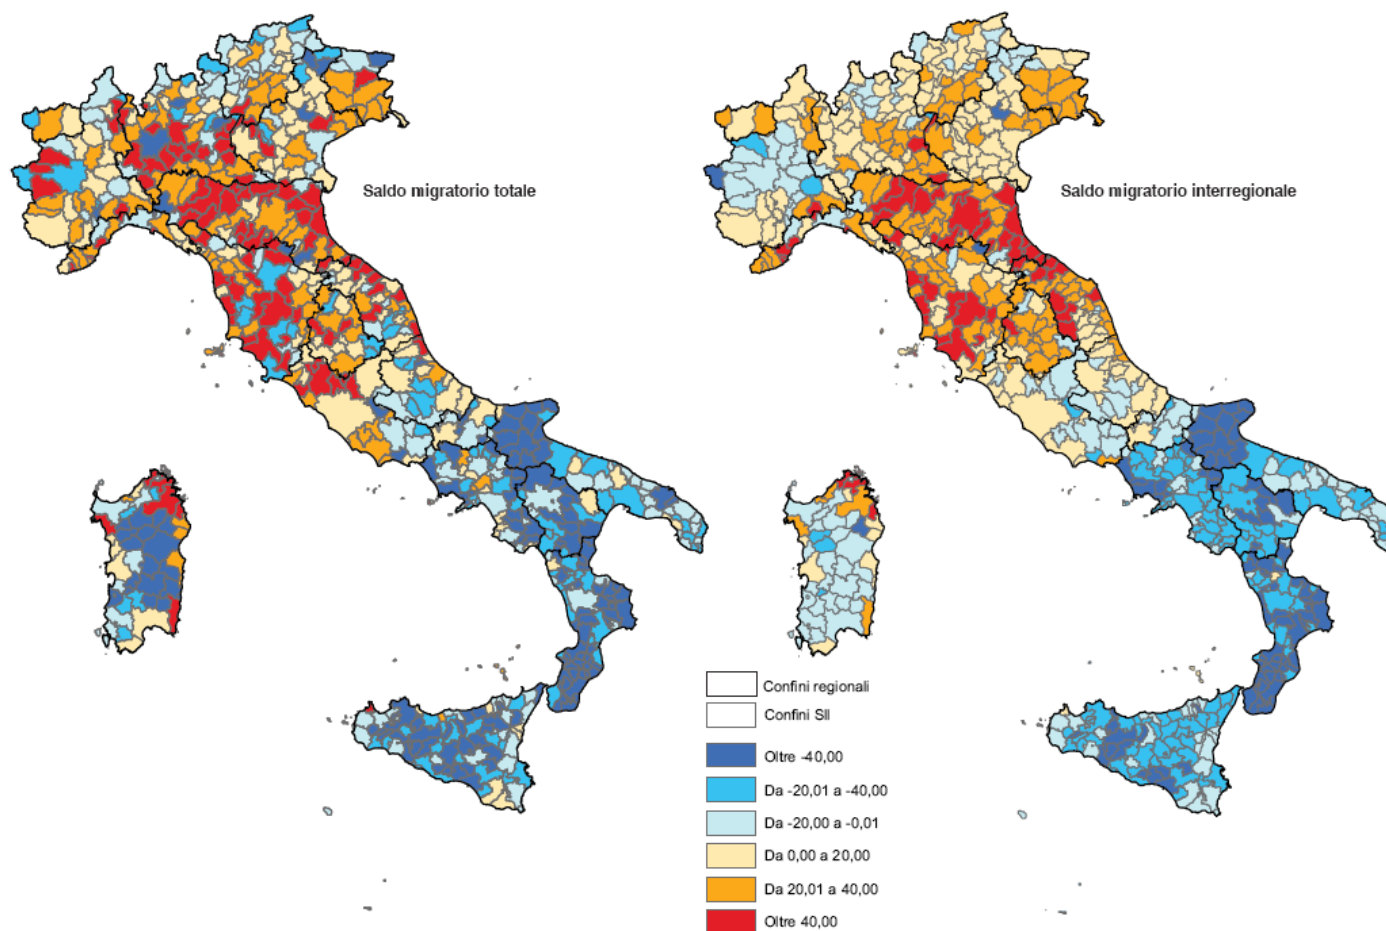 Saldo migratorio totale
Saldo migratorio interregionale
Confini regionali
Confini Sll
Oltre -40,00
Da -20,01 a -40,00
Da -20,00 a -0,01
Da 0,00 a 20,00
Da 20,01 a 40,00
Oltre 40,00